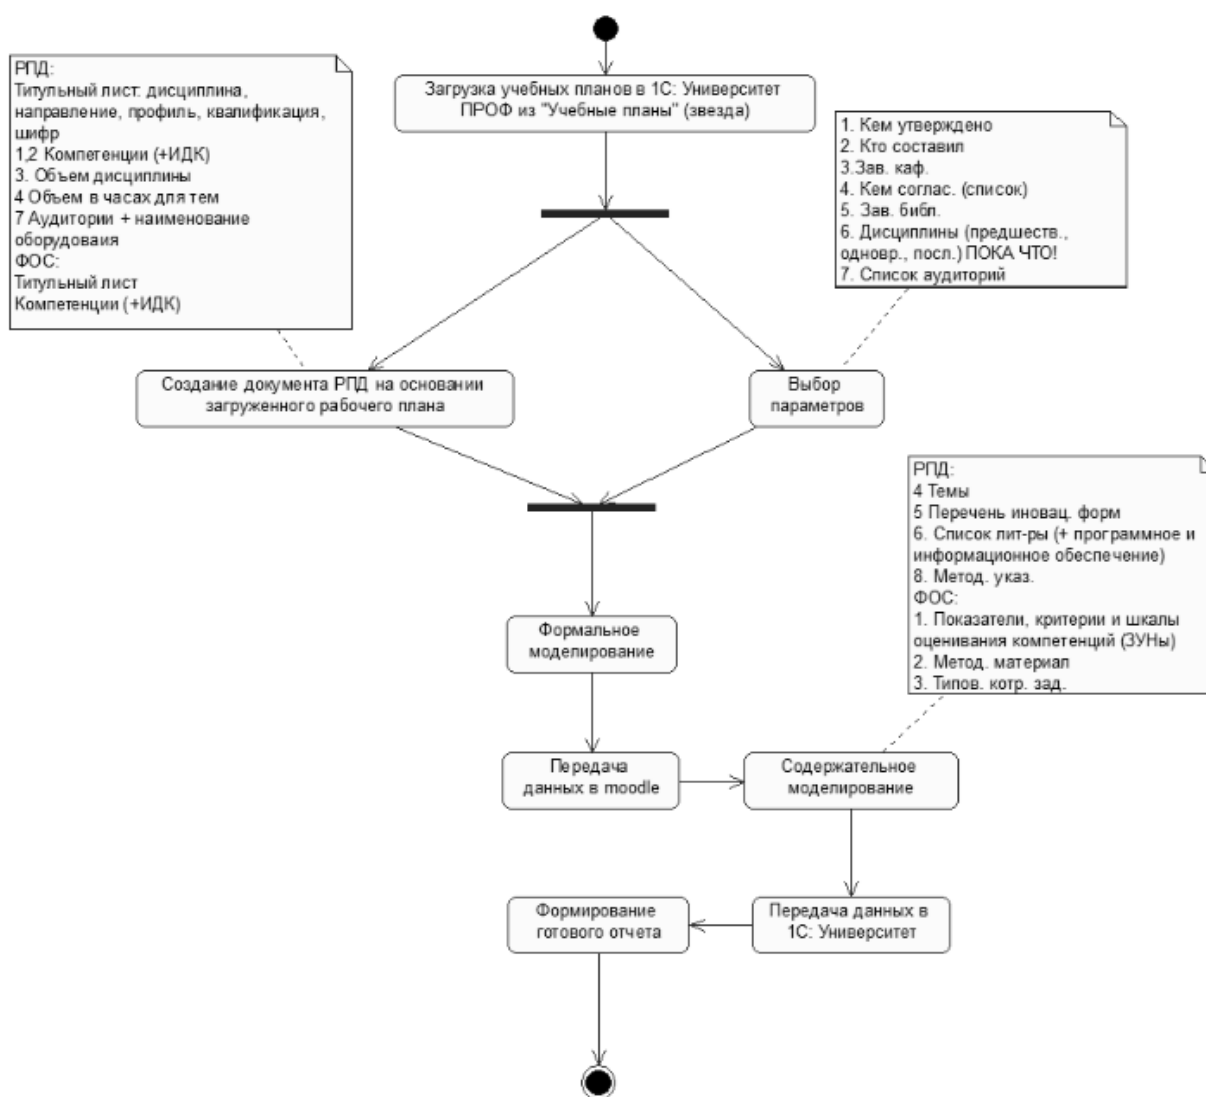 РПД:
Титульный лист: дисциплина,
направление, профиль, квалификация,
шифр
1,2 Компетенции (+ИДК)
3. Объем дисциплины
4 Объем в часах для тем
7 Аудитории + наименование
оборудоваия
ФОС:
Титульный лист
Компетенции (+ИДК)
Загрузка учебных планов в 1С: Университет
ПРОФ из "Учебные планы" (звезда)
1. Кем утверждено
2. Кто составил
3.Зав. каф.
4. Кем соглас. (список)
5. Зав. библ.
6. Дисциплины (предшеств.,
одновр., посл.) ПОКА ЧТО!
7. Список аудиторий
Создание документа РПД на основании
загруженного рабочего плана
Выбор
параметров
РПД:
4 Темы
5 Перечень иновац. форм
6. Список лит-ры (+ программное и
информационное обеспечение)
8. Метод. указ.
ФОС:
1. Показатели, критерии и шкалы
оценивания компетенций (ЗУНы)
2. Метод. материал
3. Типов. котр. зад.
Формальное
моделирование
Передача
данных в moodle
Содержательное
моделирование
Формирование
готового отчета
Передача данных в
1С: Университет